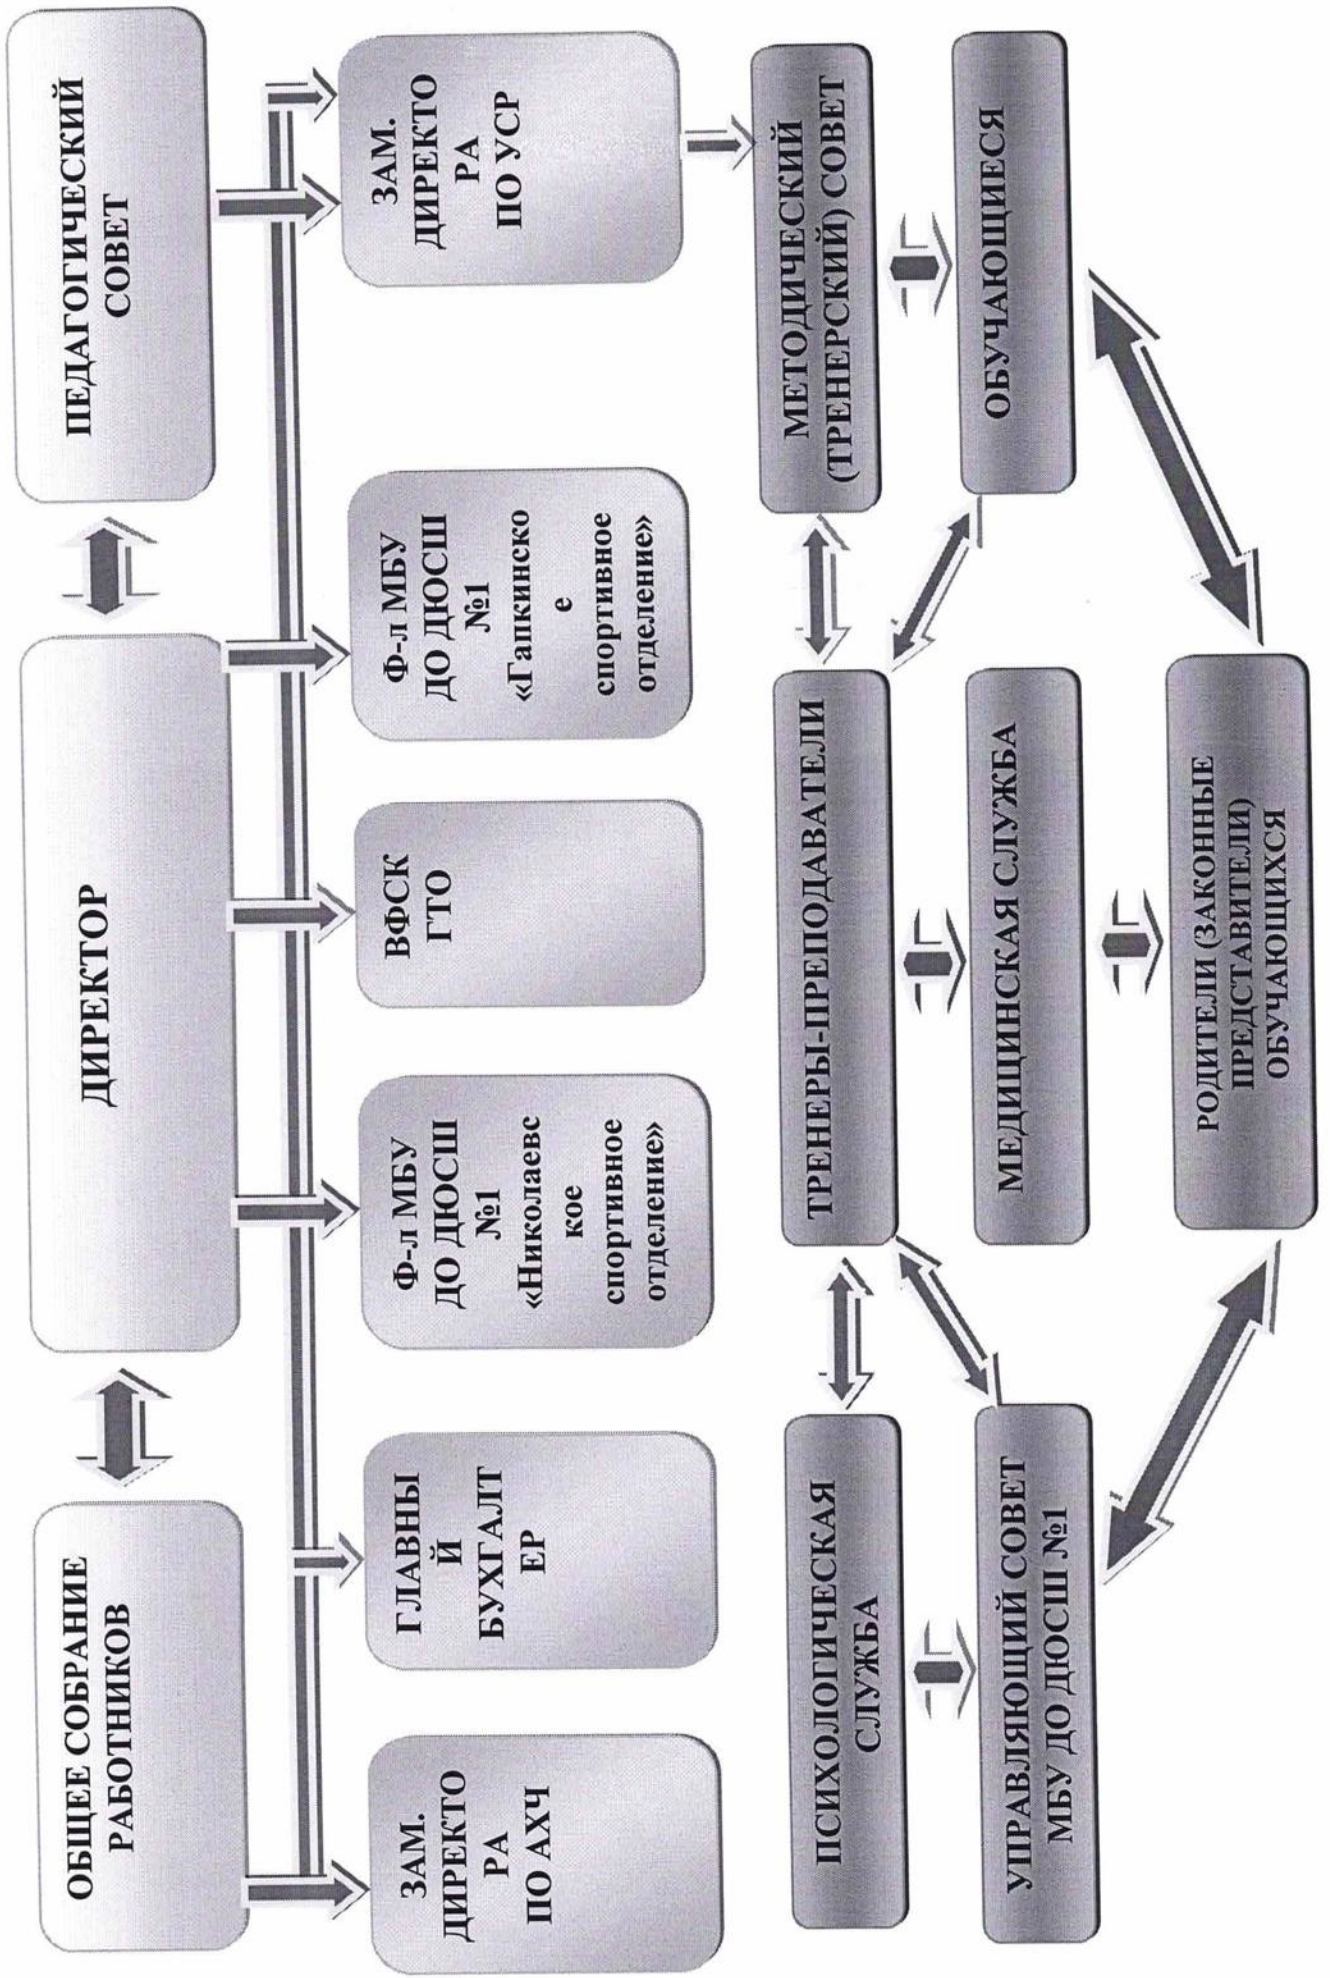 ОБЩЕЕ СОБРАНИЕ
РАБОТНИКОВ
ДИРЕКТОР
ПЕДАГОГИЧЕСКИЙ
СОВЕТ
ЗАМ.
ДИРЕКТО
РА
ПО АХЧ
ГЛАВНЫ
Й
БУХГАЛТ
ЕР
Ф-л МБУ
ДО ДЮСШ
№1
«Николаевс
кое
спортивное
отделение»
ВФСК
ГТО
Ф-л МБУ
ДО ДЮСШ
№1
«Гапкинско
е
спортивное
отделение»
ЗАМ.
ДИРЕКТО
РА
ПО УСР
ПСИХОЛОГИЧЕСКАЯ
СЛУЖБА
ТРЕНЕРЫ-ПРЕПОДАВАТЕЛИ
МЕТОДИЧЕСКИЙ
(ТРЕНЕРСКИЙ) СОВЕТ
УПРАВЛЯЮЩИЙ СОВЕТ
МБУ ДО ДЮСШ №1
МЕДИЦИНСКАЯ СЛУЖБА
ОБУЧАЮЩИЕСЯ
РОДИТЕЛИ (ЗАКОННЫЕ
ПРЕДСТАВИТЕЛИ)
ОБУЧАЮЩИХСЯ